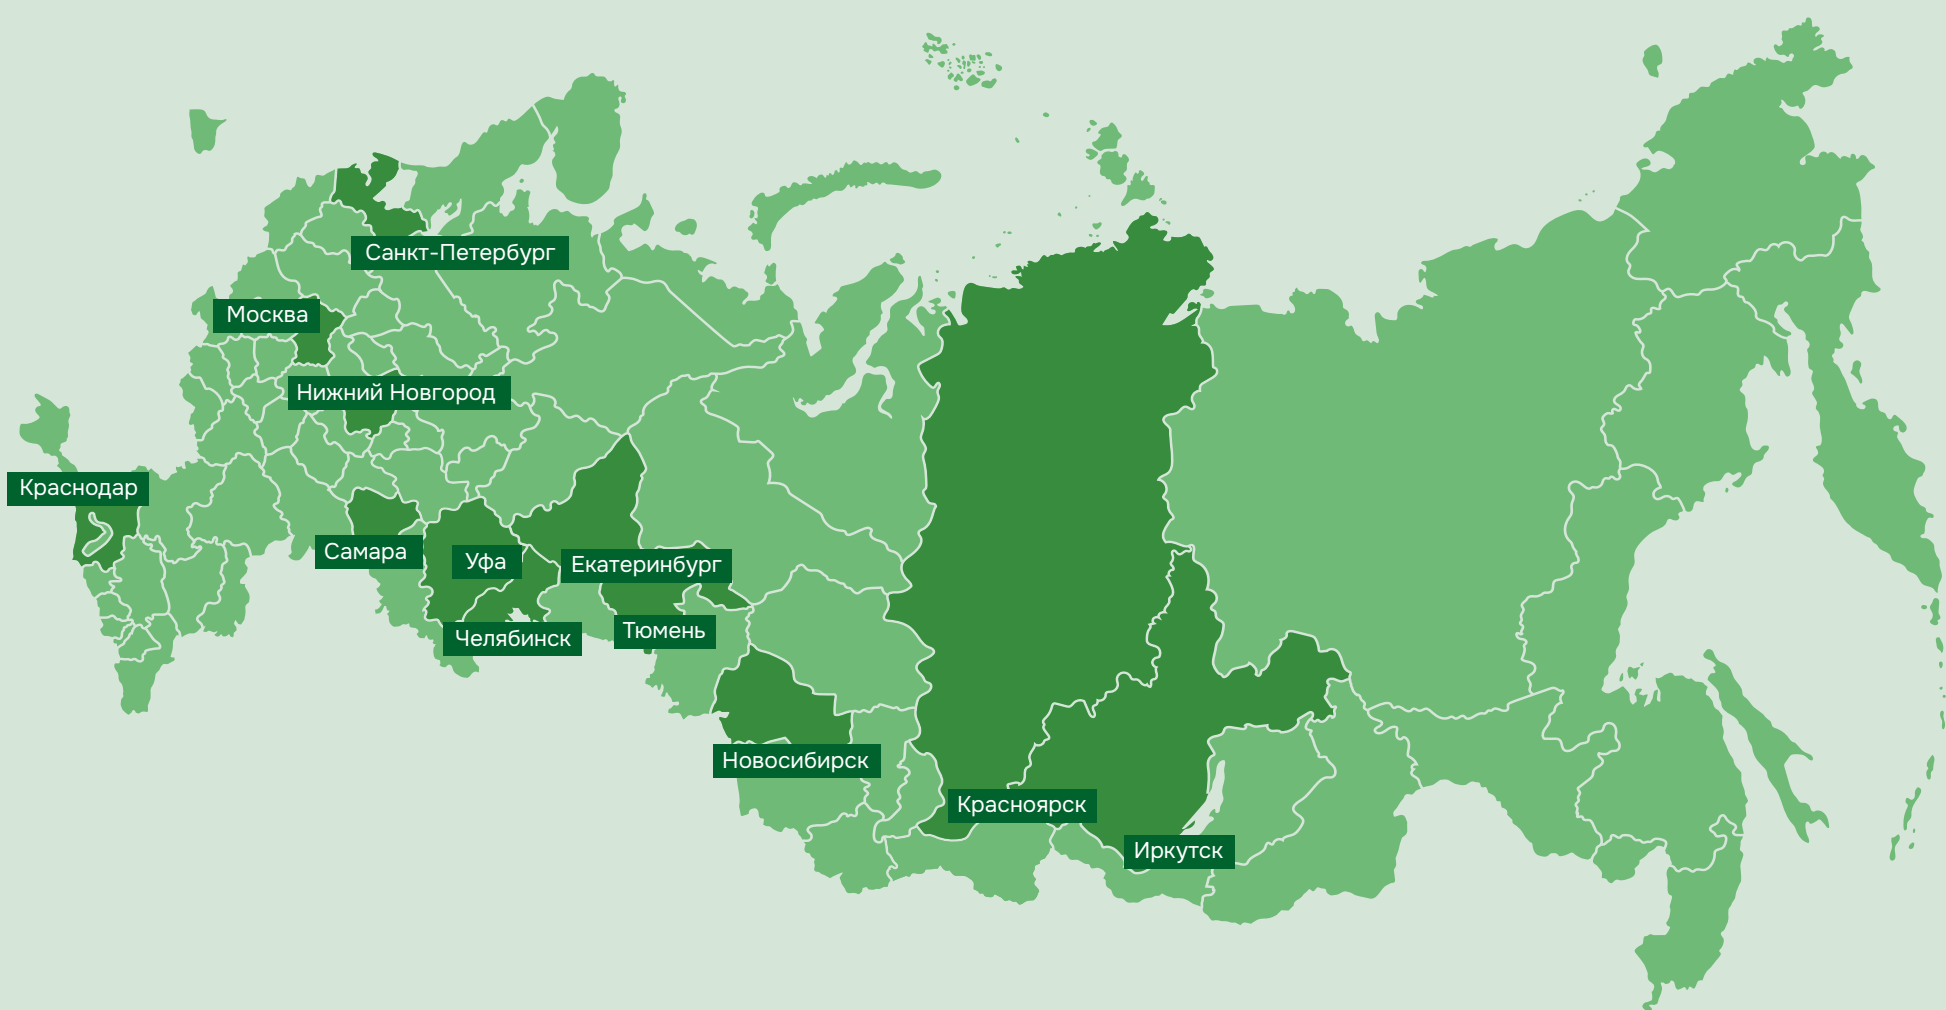 Санкт-Петербург
Москва
Нижний Новгород
Краснодар
Самара
Уфа
Екатеринбург
Тюмень
Челябинск
Новосибирск
Красноярск
Иркутск